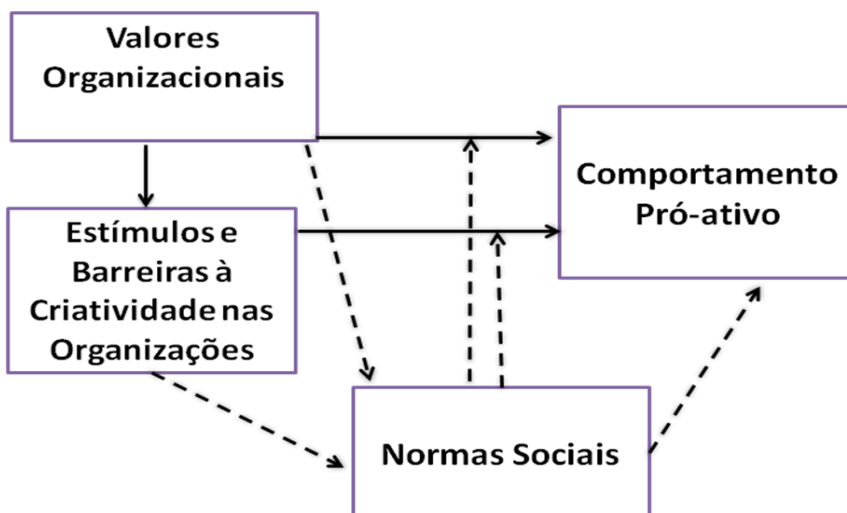 Valores
Organizacionais
Comportamento
Pró-ativo
Estímulos e
Barreiras à
Criatividade nas
Organizações
Normas Sociais